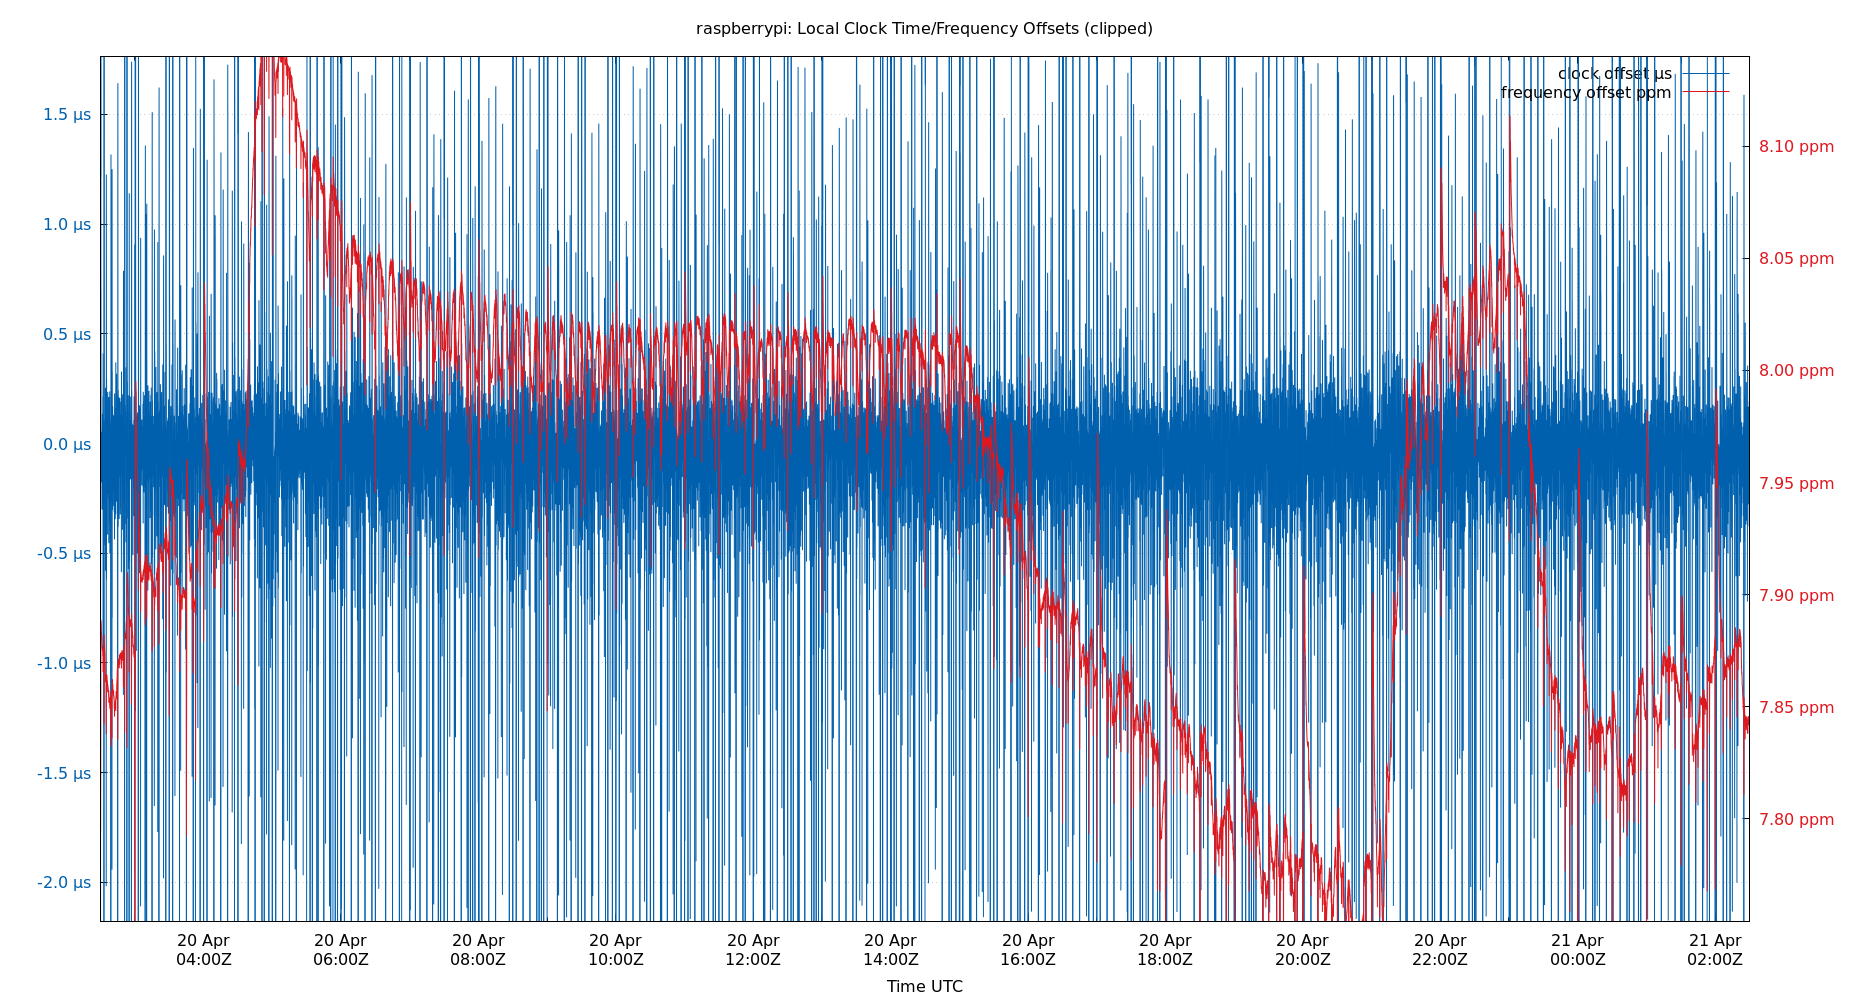 raspberrypi: Local Clock Time/Frequency Offsets (clipped)
clock offset µs
frequency offset ppm
1.5 µs
1.0 µs
0.5 µs
0.0 µs
-0.5 µs
-1.0 µs
-1.5 µs
-2.0 µs
8.10 ppm
8.05 ppm
8.00 ppm
7.95 ppm
7.90 ppm
7.85 ppm
7.80 ppm
20 Apr 20 Apr 20 Apr 20 Apr 20 Apr 20 Apr 20 Apr 20 Apr 20 Apr 20 Apr 21 Apr 21 Apr
04:00Z 06:00Z 08:00Z 10:00Z 12:00Z 14:00Z 16:00Z 18:00Z 20:00Z 22:00Z 00:00Z 02:00Z
Time UTC